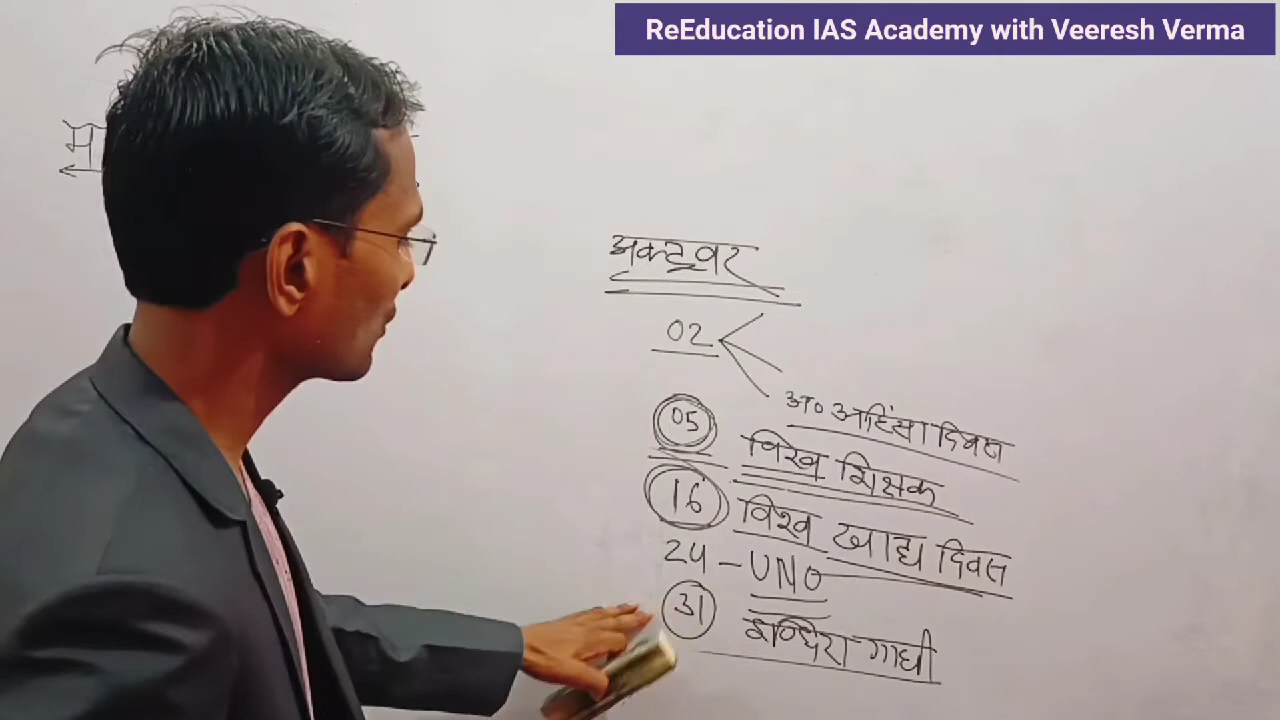 ReEducation IAS Academy with Veeresh Verma
म
अक्टूबर
02
अ० अहिंसा दिवस
05 विश्व शिक्षक
16 विश्व खाद्य दिवस
24 - UNO
31 इन्दिरा गाधी